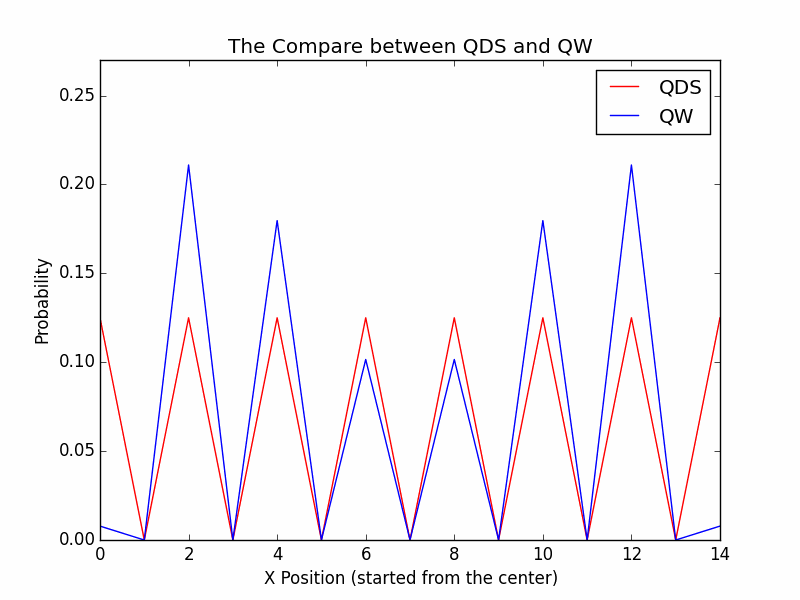 The Compare between QDS and QW
QDS
QW
0.25
0.20
0.15
0.10
0.05
0.00
Probability
0 2 4 6 8 10 12 14
X Position (started from the center)